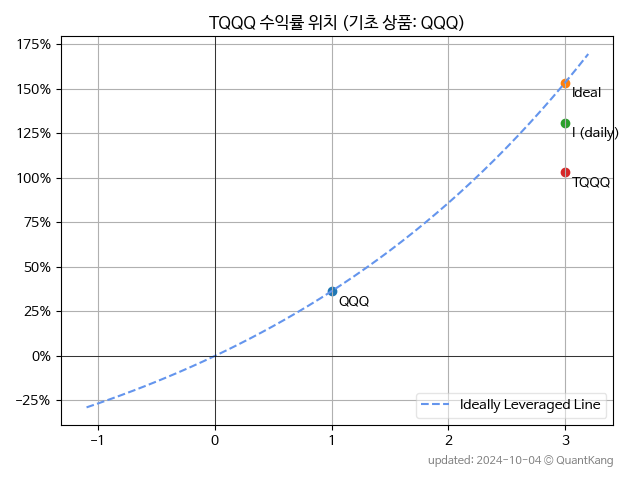 TQQQ 수익률 위치 (기초 상품: QQQ)
175%
150%
125%
100%
75%
50%
25%
0%
−25%
Ideal
I (daily)
TQQQ
QQQ
Ideally Leveraged Line
−1
0
1
2
3
updated: 2024-10-04 © QuantKang